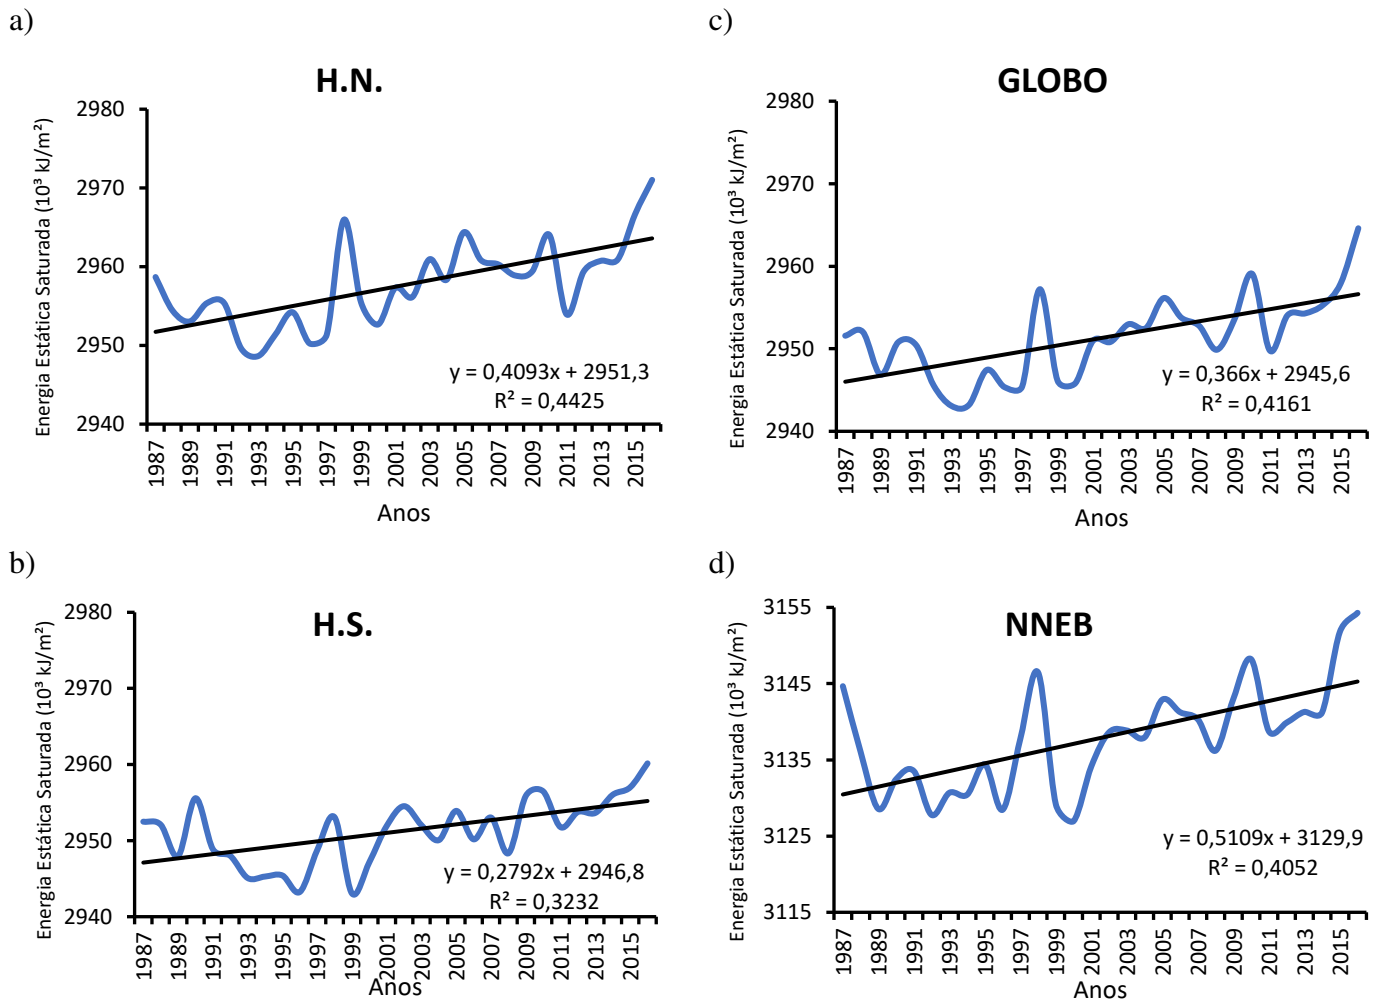 a)
H.N.
Energia Estática Saturada (10³ kJ/m²)
2980
2970
2960
2950
2940
y = 0,4093x + 2951,3
R² = 0,4425
1987 1989 1991 1993 1995 1997 1999 2001 2003 2005 2007 2009 2011 2013 2015
Anos
c)
GLOBO
Energia Estática Saturada (10³ kJ/m²)
2980
2970
2960
2950
2940
y = 0,366x + 2945,6
R² = 0,4161
1987 1989 1991 1993 1995 1997 1999 2001 2003 2005 2007 2009 2011 2013 2015
Anos
b)
H.S.
Energia Estática Saturada (10³ kJ/m²)
2980
2970
2960
2950
2940
y = 0,2792x + 2946,8
R² = 0,3232
1987 1989 1991 1993 1995 1997 1999 2001 2003 2005 2007 2009 2011 2013 2015
Anos
d)
NNEB
Energia Estática Saturada (10³ kJ/m²)
3155
3145
3135
3125
3115
y = 0,5109x + 3129,9
R² = 0,4052
1987 1989 1991 1993 1995 1997 1999 2001 2003 2005 2007 2009 2011 2013 2015
Anos